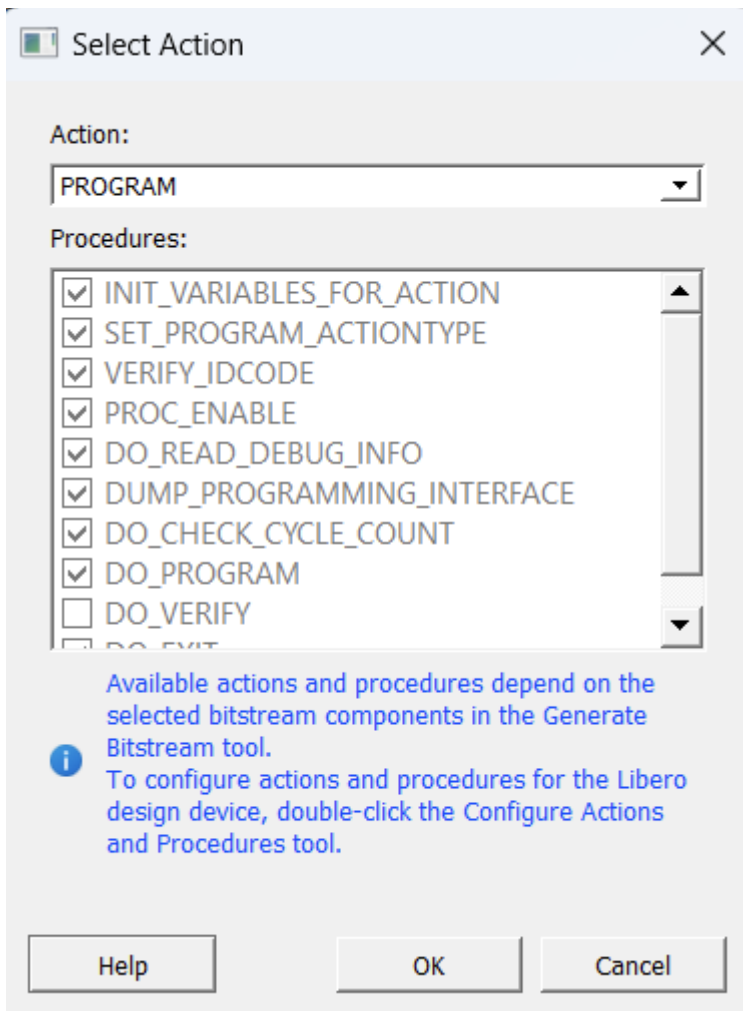 Select Action
Action:
PROGRAM
Procedures:
INIT_VARIABLES_FOR_ACTION
SET_PROGRAM_ACTIONTYPE
VERIFY_IDCODE
PROC_ENABLE
DO_READ_DEBUG_INFO
DUMP_PROGRAMMING_INTERFACE
DO_CHECK_CYCLE_COUNT
DO_PROGRAM
DO_VERIFY
DO_EXIT
Available actions and procedures depend on the
selected bitstream components in the Generate
Bitstream tool.
To configure actions and procedures for the Libero
design device, double-click the Configure Actions
and Procedures tool.
Help OK Cancel